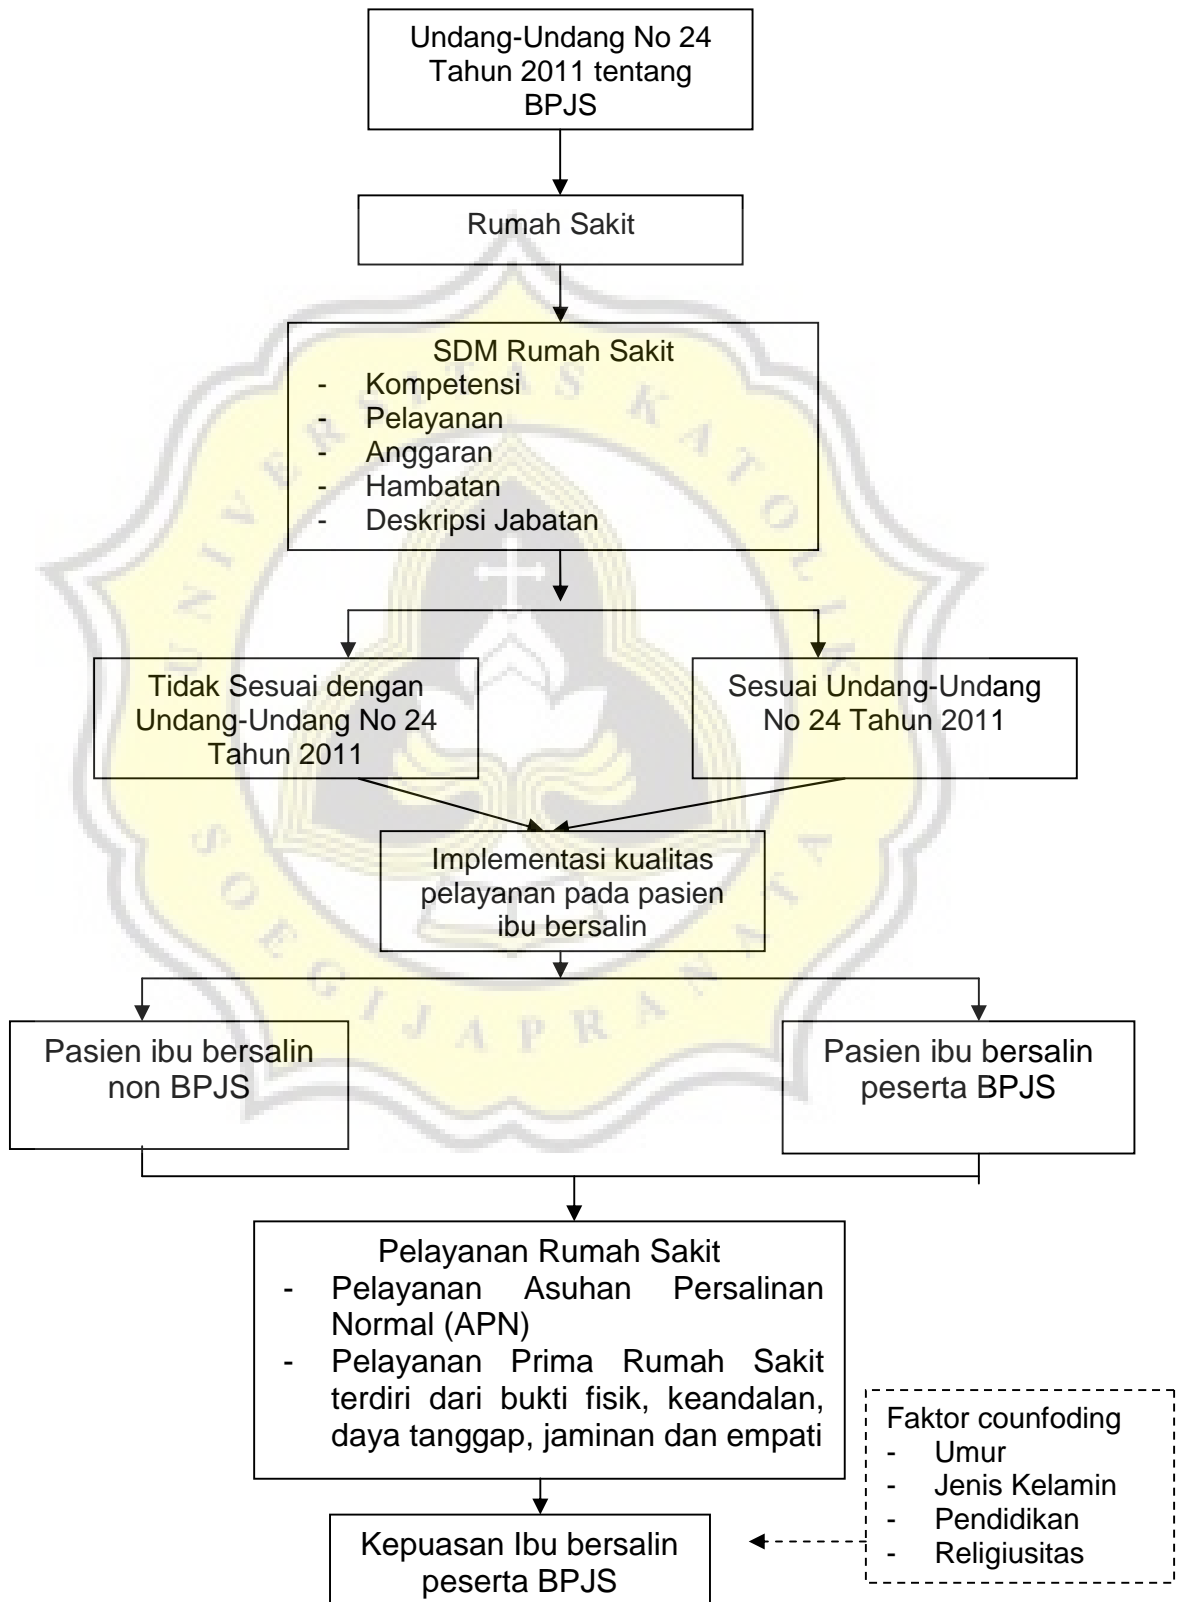 Undang-Undang No 24
Tahun 2011 tentang
BPJS
Rumah Sakit
SDM Rumah Sakit
- Kompetensi
- Pelayanan
- Anggaran
- Hambatan
- Deskripsi Jabatan
Tidak Sesuai dengan
Undang-Undang No 24
Tahun 2011
Sesuai Undang-Undang
No 24 Tahun 2011
Implementasi kualitas
pelayanan pada pasien
ibu bersalin
Pasien ibu bersalin
non BPJS
Pasien ibu bersalin
peserta BPJS
Pelayanan Rumah Sakit
- Pelayanan Asuhan Persalinan
Normal (APN)
- Pelayanan Prima Rumah Sakit
terdiri dari bukti fisik, keandalan,
daya tanggap, jaminan dan empati
Faktor counfoding
- Umur
- Jenis Kelamin
- Pendidikan
- Religiusitas
Kepuasan Ibu bersalin
peserta BPJS
UNIVERSITAS KATOLIK
SOEGIJAPRANATA